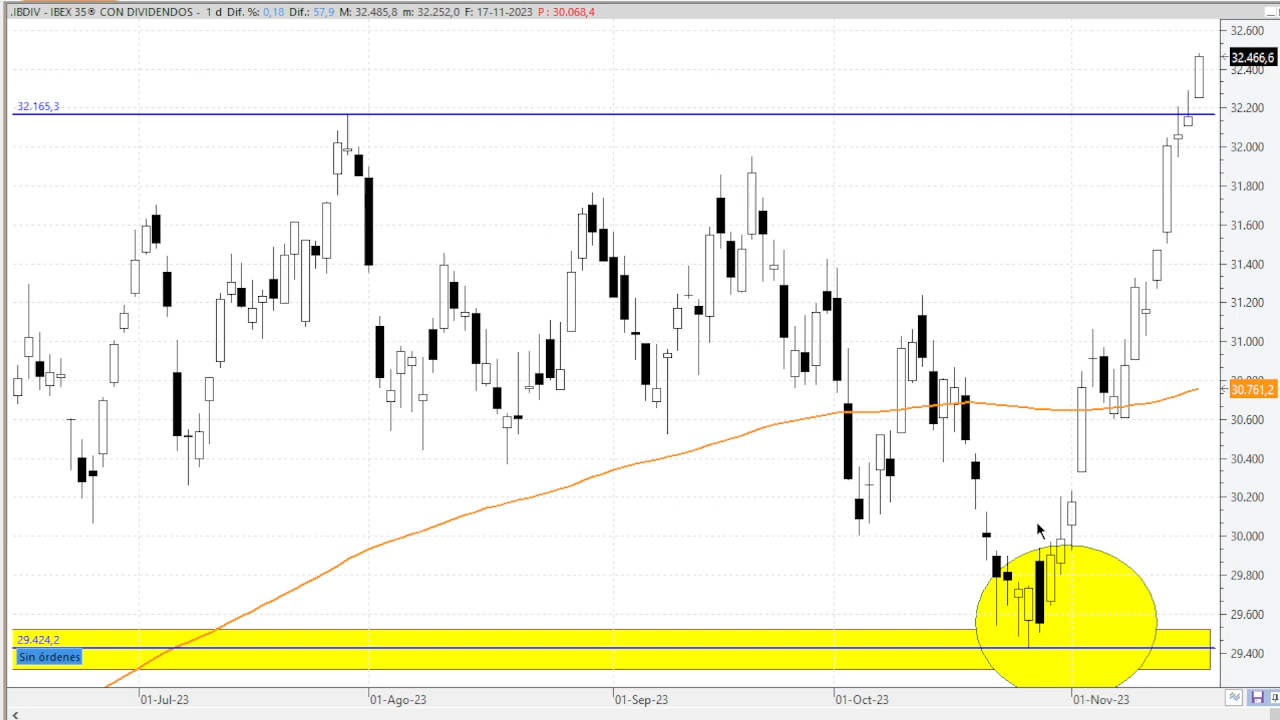 .IBDIV - IBEX 35® CON DIVIDENDOS - 1 d Dif. %: 0,18 Dif.: 57,9 M: 32.485,8 m: 32.252,0 F: 17-11-2023 P: 30.068,4
32.600
32.466,6
32.400
32.165,3
32.200
32.000
31.800
31.600
31.400
31.200
31.000
30.761,2
30.600
30.400
30.200
30.000
29.800
29.600
29.424,2
Sin órdenes
29.400
01-Jul-23
01-Ago-23
01-Sep-23
01-Oct-23
01-Nov-23